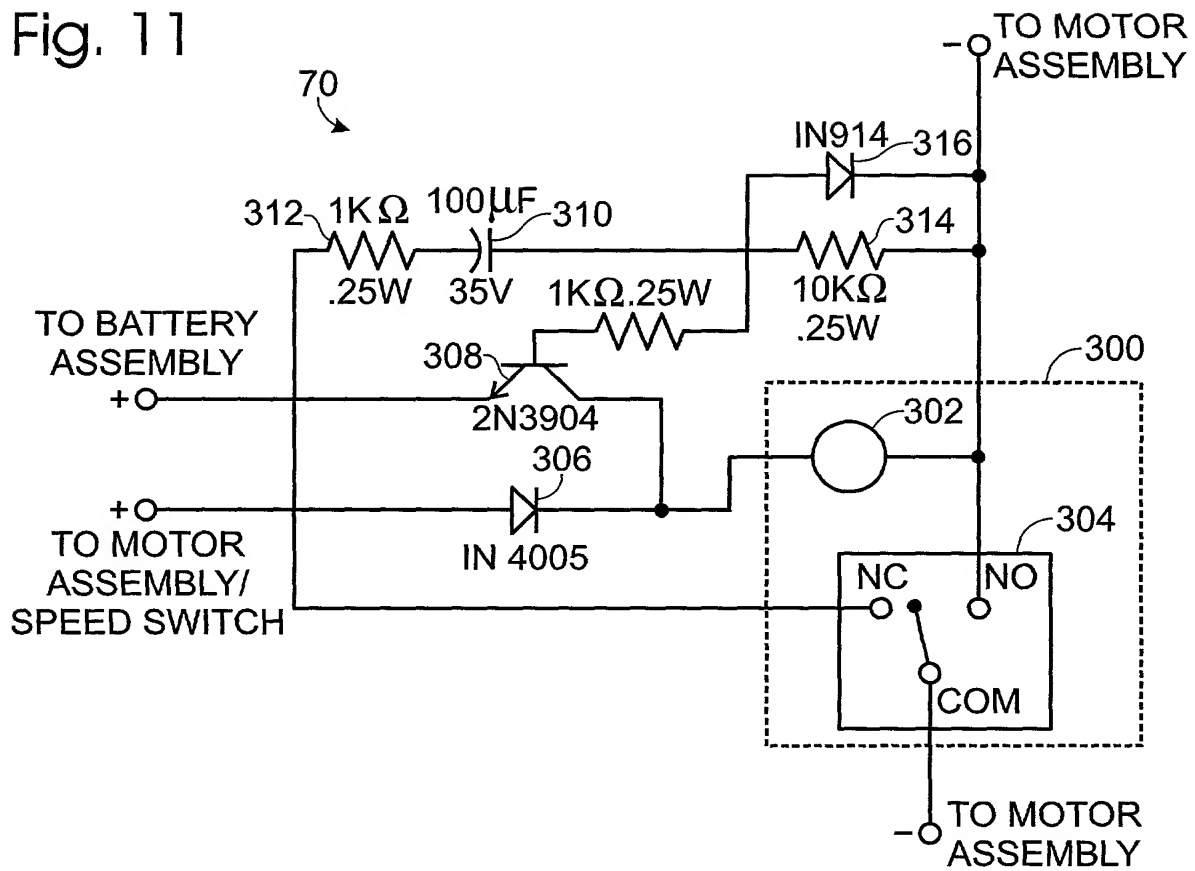 Fig. 11
- TO MOTOR
ASSEMBLY
70
IN914
316
312
1KΩ
100µF
310
314
.25W
35V
1KΩ.25W
10KΩ
.25W
TO BATTERY
ASSEMBLY
+
308
2N3904
300
302
306
+
TO MOTOR
ASSEMBLY/
SPEED SWITCH
IN 4005
304
NC
NO
COM
- TO MOTOR
ASSEMBLY